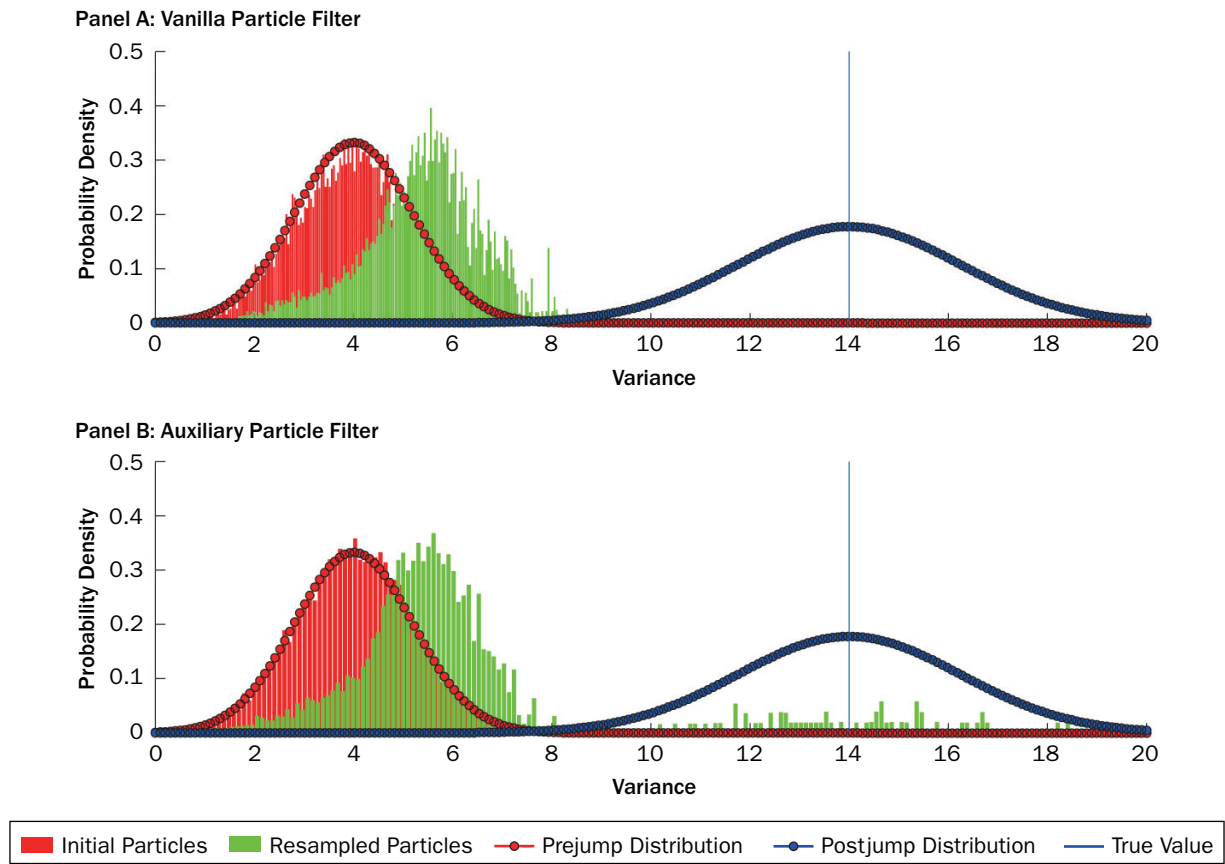 Panel A: Vanilla Particle Filter
Probability Density
0.5
0.4
0.3
0.2
0.1
0
0 2 4 6 8 10 12 14 16 18 20
Variance
Panel B: Auxiliary Particle Filter
Probability Density
0.5
0.4
0.3
0.2
0.1
0
0 2 4 6 8 10 12 14 16 18 20
Variance
Initial Particles Resampled Particles Prejump Distribution Postjump Distribution True Value